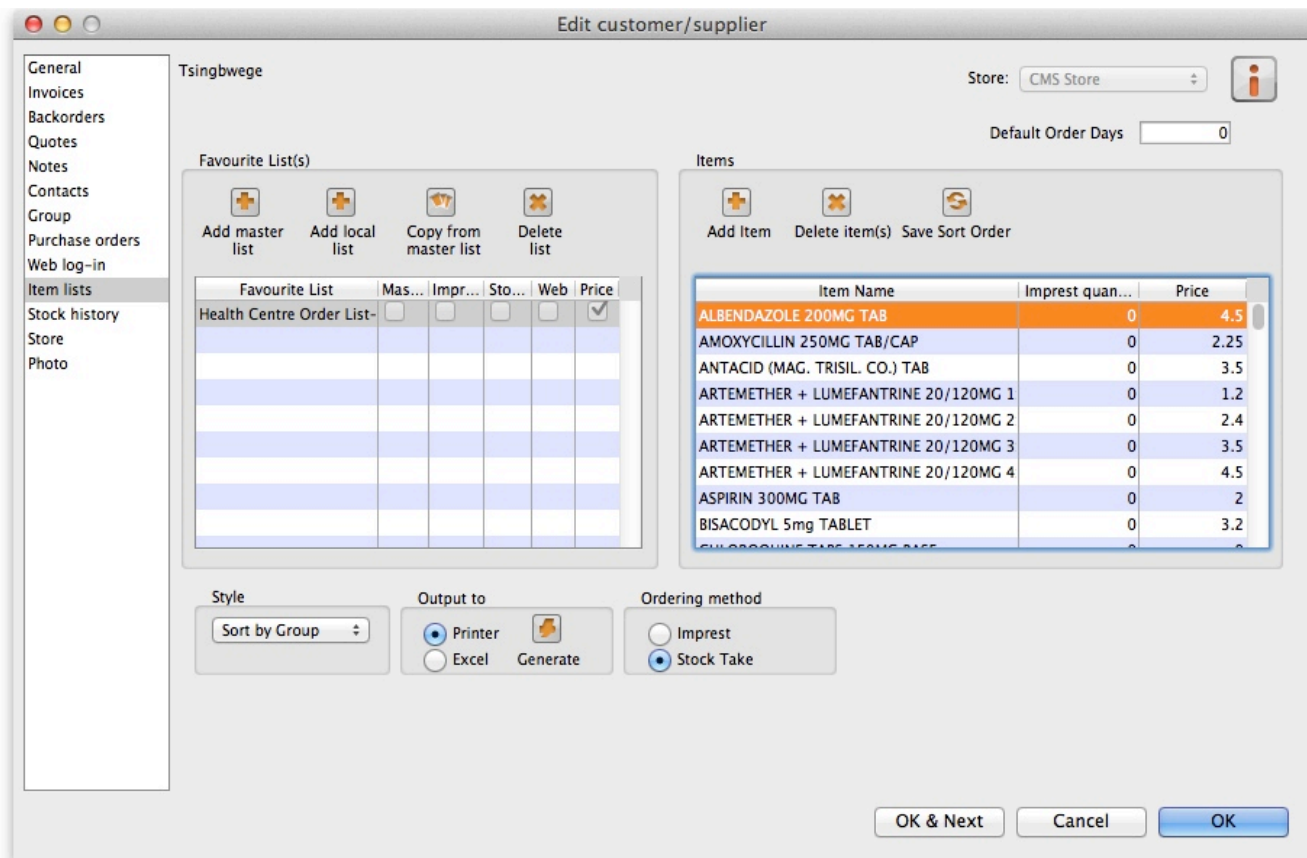 Edit customer/supplier
General
Invoices
Backorders
Quotes
Notes
Contacts
Group
Purchase orders
Web log-in
Item lists
Stock history
Store
Photo
Tsingbwege
Store: CMS Store
Default Order Days 0
Favourite List(s)
Add master list
Add local list
Copy from master list
Delete list
Favourite List Mas... Impr... Sto... Web Price
Health Centre Order List-
Items
Add Item Delete item(s) Save Sort Order
Item Name Imprest quan... Price
ALBENDAZOLE 200MG TAB 0 4.5
AMOXYCILLIN 250MG TAB/CAP 0 2.25
ANTACID (MAG. TRISIL. CO.) TAB 0 3.5
ARTEMETHER + LUMEFANTRINE 20/120MG 1 0 1.2
ARTEMETHER + LUMEFANTRINE 20/120MG 2 0 2.4
ARTEMETHER + LUMEFANTRINE 20/120MG 3 0 3.5
ARTEMETHER + LUMEFANTRINE 20/120MG 4 0 4.5
ASPIRIN 300MG TAB 0 2
BISACODYL 5mg TABLET 0 3.2
Style
Sort by Group
Output to
Printer
Excel
Generate
Ordering method
Imprest
Stock Take
OK & Next Cancel OK